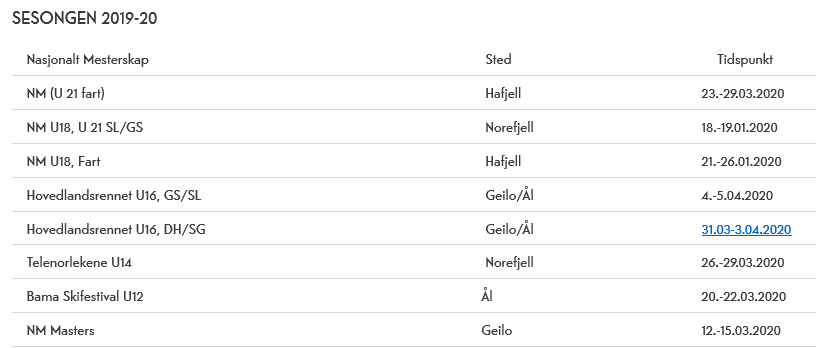 SESONGEN 2019-20
Nasjonalt Mesterskap Sted Tidspunkt
NM (U 21 fart) Hafjell 23.-29.03.2020
NM U18, U 21 SL/GS Norefjell 18.-19.01.2020
NM U18, Fart Hafjell 21.-26.01.2020
Hovedlandsrennet U16, GS/SL Geilo/Ål 4.-5.04.2020
Hovedlandsrennet U16, DH/SG Geilo/Ål 31.03-3.04.2020
Telenorlekene U14 Norefjell 26.-29.03.2020
Bama Skifestival U12 Ål 20.-22.03.2020
NM Masters Geilo 12.-15.03.2020